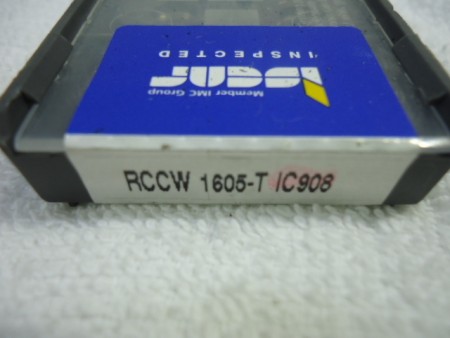 Member IMC Group
iscar
INSPECTED
RCCW 1605-T IC908